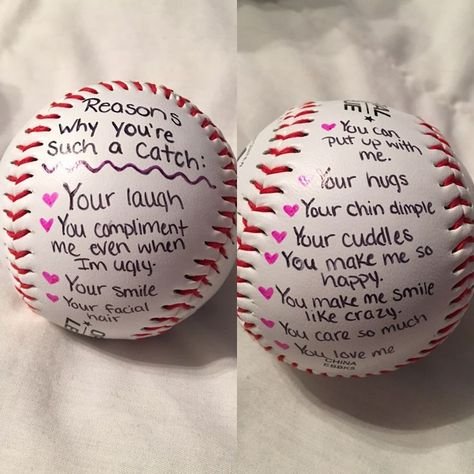 Reasons
why you're
such a catch:
Your laugh
You compliment
me even when
I'm ugly.
Your smile
Your facial
hair
You can
put up with
me.
Your hugs
Your chin dimple
Your cuddles
You make me so
happy.
You make me smile
like crazy.
You care so much
You love me
CHINA